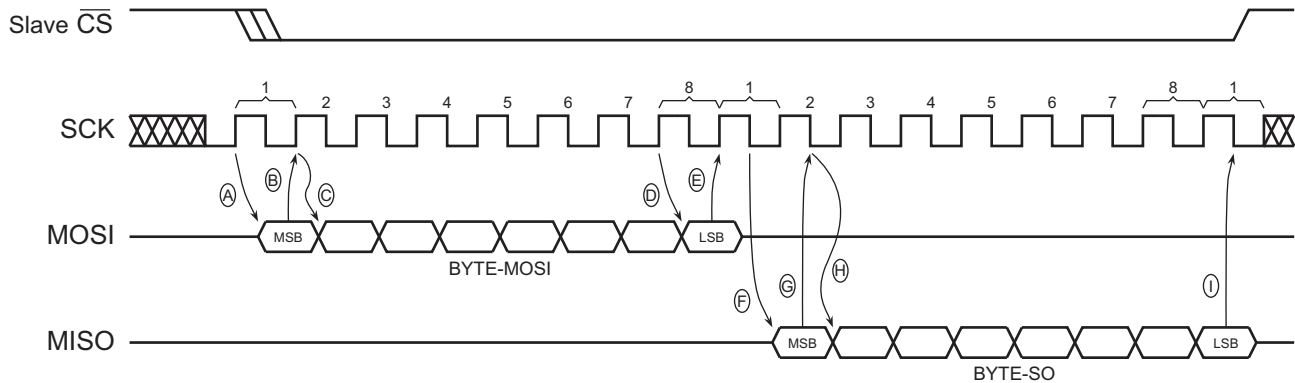 Slave CS
1 2 3 4 5 6 7 8 1 2 3 4 5 6 7 8 1
SCK
A B C D E
MOSI MSB LSB
BYTE-MOSI
F G H I
MISO MSB LSB
BYTE-SO